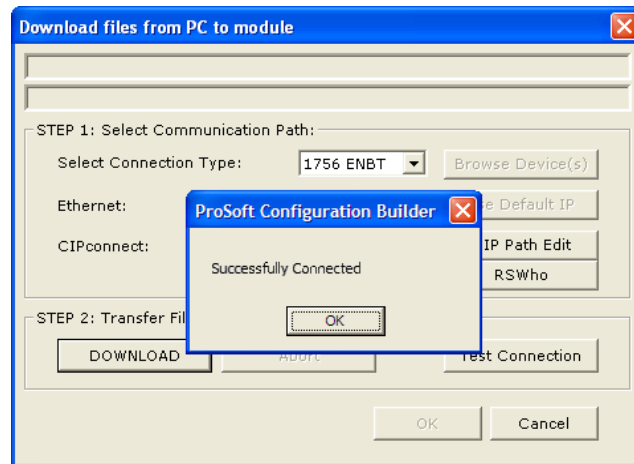 Download files from PC to module
STEP 1: Select Communication Path:
Select Connection Type:
1756 ENBT
Browse Device(s)
Ethernet:
Default IP
CIPconnect:
IP Path Edit
RSWho
ProSoft Configuration Builder
Successfully Connected
OK
STEP 2: Transfer
DOWNLOAD
Abort
Test Connection
OK
Cancel